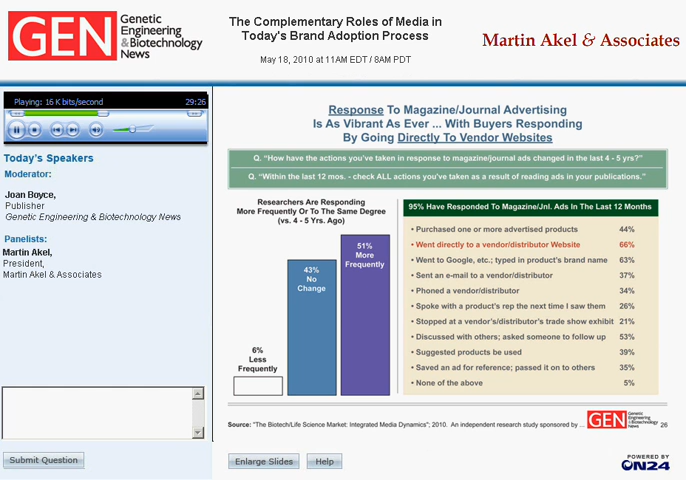 GEN
Genetic
Engineering
& Biotechnology
News
The Complementary Roles of Media in
Today's Brand Adoption Process
May 18, 2010 at 11AM EDT / 8AM PDT
Martin Akel & Associates
Playing: 16 K bits/second 29:26
Today's Speakers
Moderator:
Joan Boyce,
Publisher
Genetic Engineering & Biotechnology News
Panelists:
Martin Akel,
President,
Martin Akel & Associates
Submit Question
Response To Magazine/Journal Advertising
Is As Vibrant As Ever ... With Buyers Responding
By Going Directly To Vendor Websites
Q. "How have the actions you've taken in response to magazine/journal ads changed in the last 4 - 5 yrs?"
Q. "Within the last 12 mos. - check ALL actions you've taken as a result of reading ads in your publications."
Researchers Are Responding
More Frequently Or To The Same Degree
(vs. 4 - 5 Yrs. Ago)
6%
Less
Frequently
43%
No
Change
51%
More
Frequently
95% Have Responded To Magazine/Jnl. Ads In The Last 12 Months
• Purchased one or more advertised products 44%
• Went directly to a vendor/distributor Website 66%
• Went to Google, etc.; typed in product's brand name 63%
• Sent an e-mail to a vendor/distributor 37%
• Phoned a vendor/distributor 34%
• Spoke with a product's rep the next time I saw them 26%
• Stopped at a vendor's/distributor's trade show exhibit 21%
• Discussed with others; asked someone to follow up 53%
• Suggested products be used 39%
• Saved an ad for reference; passed it on to others 35%
• None of the above 5%
Source: "The Biotech/Life Science Market: Integrated Media Dynamics"; 2010. An independent research study sponsored by ...
GEN
Genetic
Engineering
& Biotechnology
News
26
Enlarge Slides
Help
POWERED BY
ON24